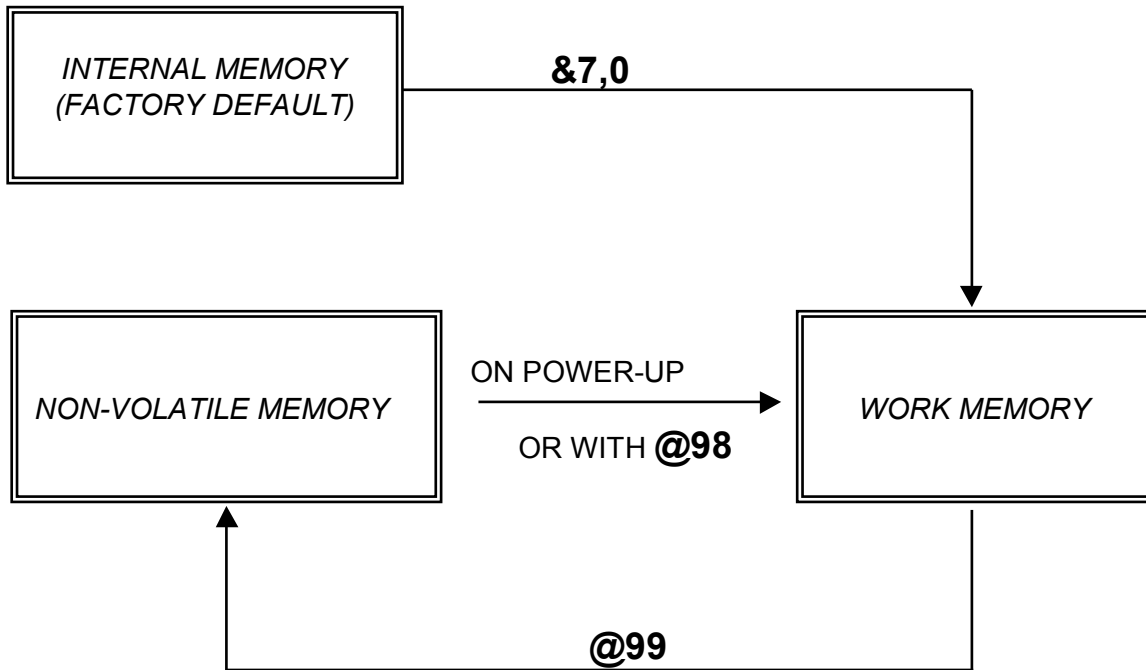 INTERNAL MEMORY
(FACTORY DEFAULT)
&7,0
NON-VOLATILE MEMORY
ON POWER-UP
OR WITH @98
WORK MEMORY
@99